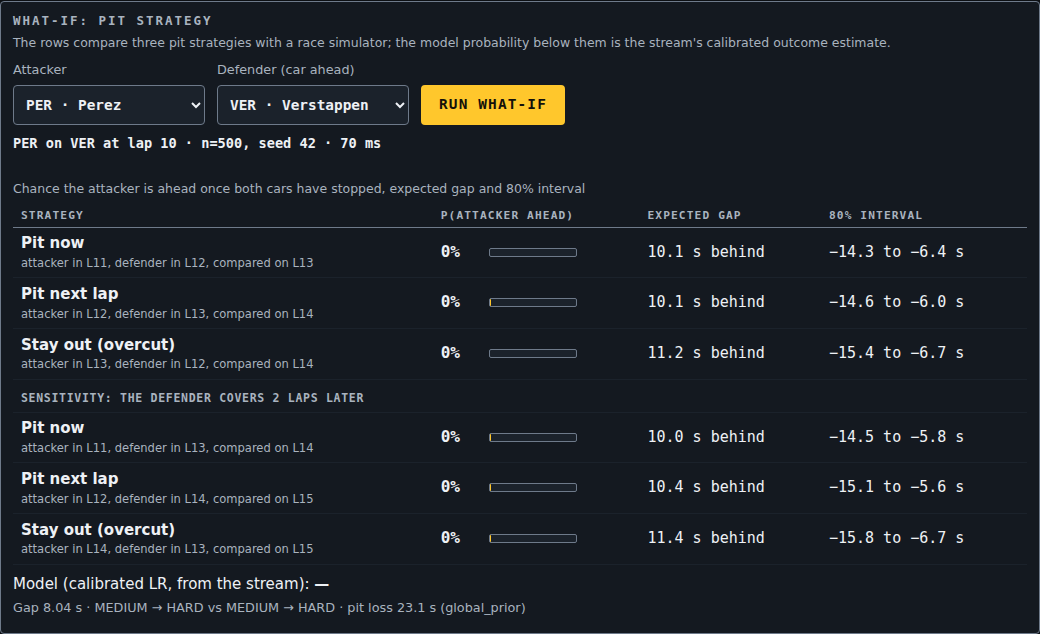 WHAT-IF: PIT STRATEGY
The rows compare three pit strategies with a race simulator; the model probability below them is the stream's calibrated outcome estimate.
Attacker Defender (car ahead)
PER · Perez VER · Verstappen RUN WHAT-IF
PER on VER at lap 10 · n=500, seed 42 · 70 ms
Chance the attacker is ahead once both cars have stopped, expected gap and 80% interval
STRATEGY P(ATTACKER AHEAD) EXPECTED GAP 80% INTERVAL
Pit now 0% 10.1 s behind −14.3 to −6.4 s
attacker in L11, defender in L12, compared on L13
Pit next lap 0% 10.1 s behind −14.6 to −6.0 s
attacker in L12, defender in L13, compared on L14
Stay out (overcut) 0% 11.2 s behind −15.4 to −6.7 s
attacker in L13, defender in L12, compared on L14
SENSITIVITY: THE DEFENDER COVERS 2 LAPS LATER
Pit now 0% 10.0 s behind −14.5 to −5.8 s
attacker in L11, defender in L13, compared on L14
Pit next lap 0% 10.4 s behind −15.1 to −5.6 s
attacker in L12, defender in L14, compared on L15
Stay out (overcut) 0% 11.4 s behind −15.8 to −6.7 s
attacker in L14, defender in L13, compared on L15
Model (calibrated LR, from the stream): —
Gap 8.04 s · MEDIUM → HARD vs MEDIUM → HARD · pit loss 23.1 s (global_prior)